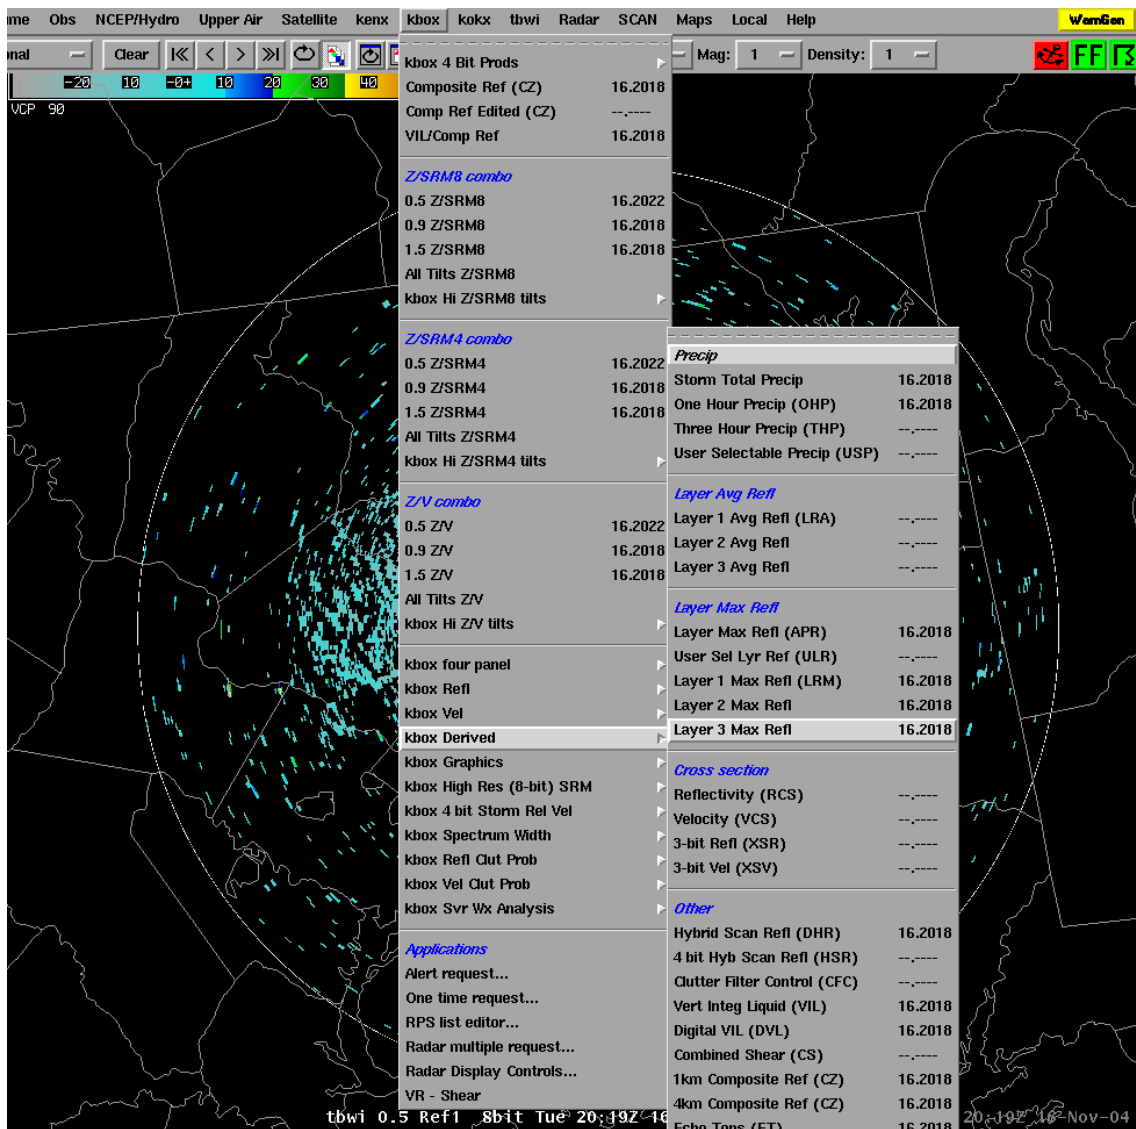 ume Obs NCEP/Hydro Upper Air Satellite kenx kbox kokx tbwi Radar SCAN Maps Local Help WarnGen
onal Clear Mag: 1 Density: 1 FF
-20 10 -0+ 10 20 30 40
VCP 90
kbox 4 Bit Prods
Composite Ref (CZ) 16.2018
Comp Ref Edited (CZ) --.----
VIL/Comp Ref 16.2018
Z/SRM8 combo
0.5 Z/SRM8 16.2022
0.9 Z/SRM8 16.2018
1.5 Z/SRM8 16.2018
All Tilts Z/SRM8
kbox Hi Z/SRM8 tilts
Z/SRM4 combo
0.5 Z/SRM4 16.2022
0.9 Z/SRM4 16.2018
1.5 Z/SRM4 16.2018
All Tilts Z/SRM4
kbox Hi Z/SRM4 tilts
Z/V combo
0.5 Z/V 16.2022
0.9 Z/V 16.2018
1.5 Z/V 16.2018
All Tilts Z/V
kbox Hi Z/V tilts
kbox four panel
kbox Refl
kbox Vel
kbox Derived
kbox Graphics
kbox High Res (8-bit) SRM
kbox 4 bit Storm Rel Vel
kbox Spectrum Width
kbox Refl Clut Prob
kbox Vel Clut Prob
kbox Svr Wx Analysis
Applications
Alert request...
One time request...
RPS list editor...
Radar multiple request...
Radar Display Controls...
VR - Shear
Precip
Storm Total Precip 16.2018
One Hour Precip (OHP) 16.2018
Three Hour Precip (THP) --.----
User Selectable Precip (USP) --.----
Layer Avg Refl
Layer 1 Avg Refl (LRA) --.----
Layer 2 Avg Refl --.----
Layer 3 Avg Refl --.----
Layer Max Refl
Layer Max Refl (APR) 16.2018
User Sel Lyr Ref (ULR) --.----
Layer 1 Max Refl (LRM) 16.2018
Layer 2 Max Refl 16.2018
Layer 3 Max Refl 16.2018
Cross section
Reflectivity (RCS) --.----
Velocity (VCS) --.----
3-bit Refl (XSR) --.----
3-bit Vel (XSV) --.----
Other
Hybrid Scan Refl (DHR) 16.2018
4 bit Hyb Scan Refl (HSR) --.----
Clutter Filter Control (CFC) --.----
Vert Integ Liquid (VIL) 16.2018
Digital VIL (DVL) 16.2018
Combined Shear (CS) --.----
1km Composite Ref (CZ) 16.2018
4km Composite Ref (CZ) 16.2018
Echo Tops (ET) 16.2018
tbwi 0.5 Refl 8bit Tue 20:19Z 16 20:19Z 16-Nov-04